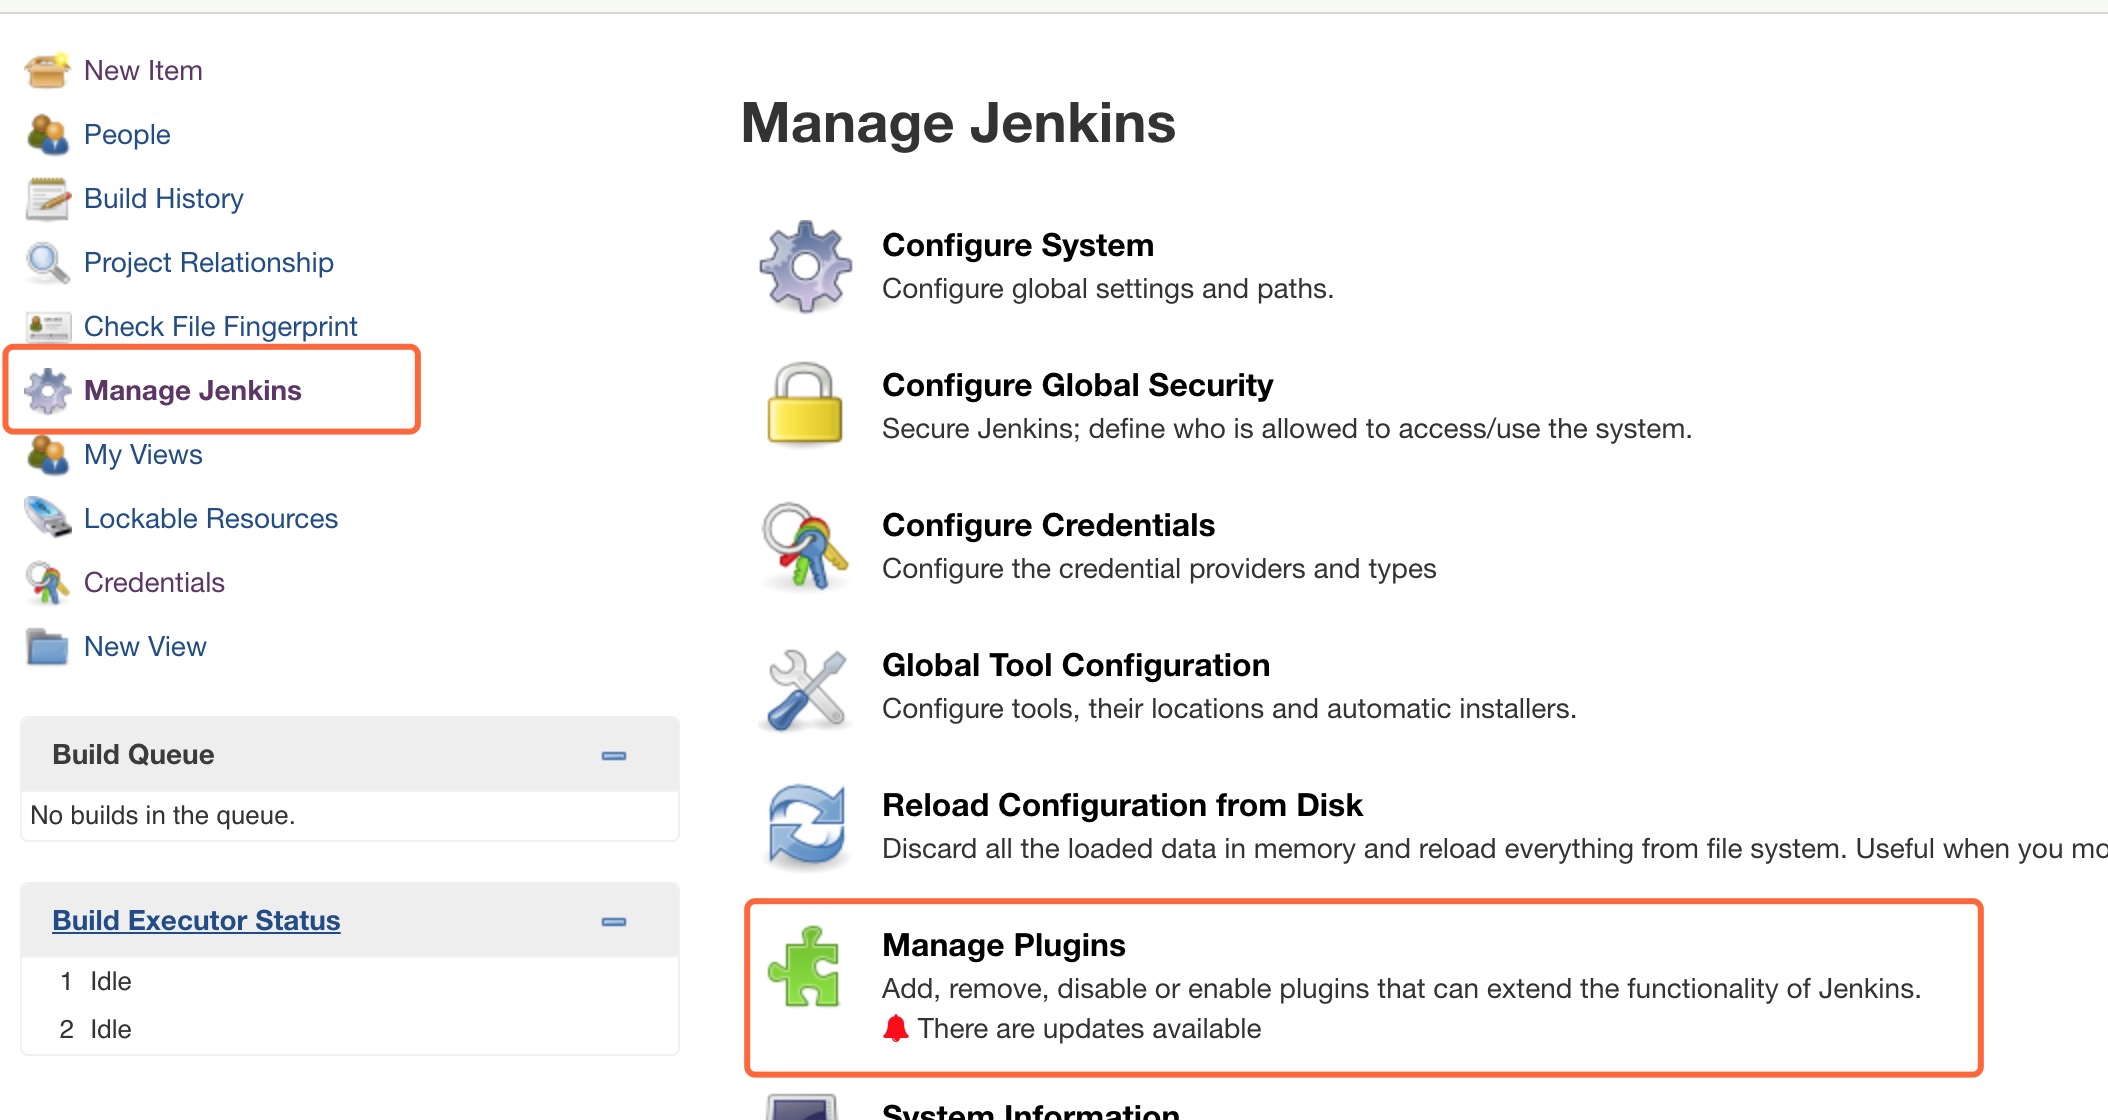 New Item
People
Build History
Project Relationship
Check File Fingerprint
Manage Jenkins
My Views
Lockable Resources
Credentials
New View
Build Queue
No builds in the queue.
Build Executor Status
1 Idle
2 Idle
Manage Jenkins
Configure System
Configure global settings and paths.
Configure Global Security
Secure Jenkins; define who is allowed to access/use the system.
Configure Credentials
Configure the credential providers and types
Global Tool Configuration
Configure tools, their locations and automatic installers.
Reload Configuration from Disk
Discard all the loaded data in memory and reload everything from file system. Useful when you mo
Manage Plugins
Add, remove, disable or enable plugins that can extend the functionality of Jenkins.
There are updates available
System Information